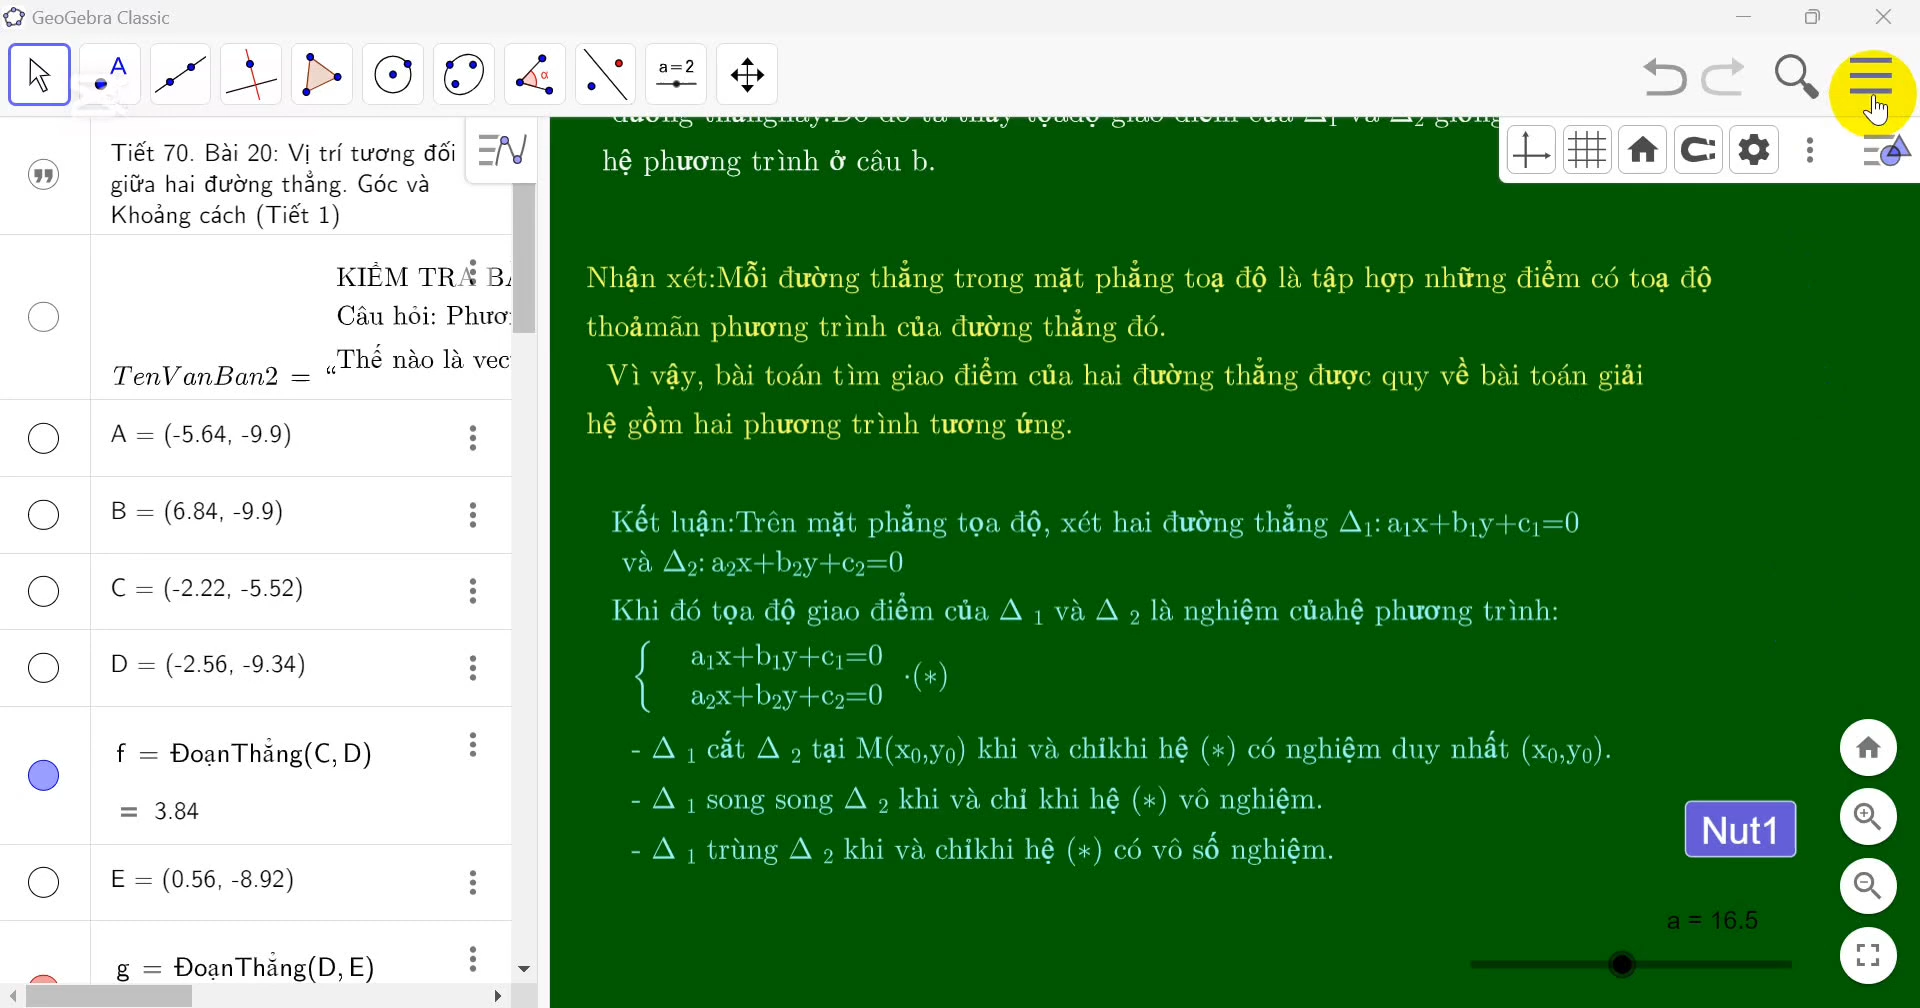 GeoGebra Classic
A
α
a=2
Tiết 70. Bài 20: Vị trí tương đối
giữa hai đường thẳng. Góc và
Khoảng cách (Tiết 1)
KIỂM TRA BÀ
Câu hỏi: Phươ
TenVanBan2 = “Thế nào là vec
A = (-5.64, -9.9)
B = (6.84, -9.9)
C = (-2.22, -5.52)
D = (-2.56, -9.34)
f = ĐoạnThẳng(C, D)
= 3.84
E = (0.56, -8.92)
g = ĐoạnThẳng(D, E)
hệ phương trình ở câu b.
Nhận xét:Mỗi đường thẳng trong mặt phẳng toạ độ là tập hợp những điểm có toạ độ
thoảmãn phương trình của đường thẳng đó.
Vì vậy, bài toán tìm giao điểm của hai đường thẳng được quy về bài toán giải
hệ gồm hai phương trình tương ứng.
Kết luận:Trên mặt phẳng tọa độ, xét hai đường thẳng Δ₁: a₁x+b₁y+c₁=0
và Δ₂: a₂x+b₂y+c₂=0
Khi đó tọa độ giao điểm của Δ ₁ và Δ ₂ là nghiệm củahệ phương trình:
{ a₁x+b₁y+c₁=0
a₂x+b₂y+c₂=0 ·(*)
- Δ ₁ cắt Δ ₂ tại M(x₀,y₀) khi và chỉkhi hệ (*) có nghiệm duy nhất (x₀,y₀).
- Δ ₁ song song Δ ₂ khi và chỉ khi hệ (*) vô nghiệm.
- Δ ₁ trùng Δ ₂ khi và chỉkhi hệ (*) có vô số nghiệm.
Nut1
a = 16.5